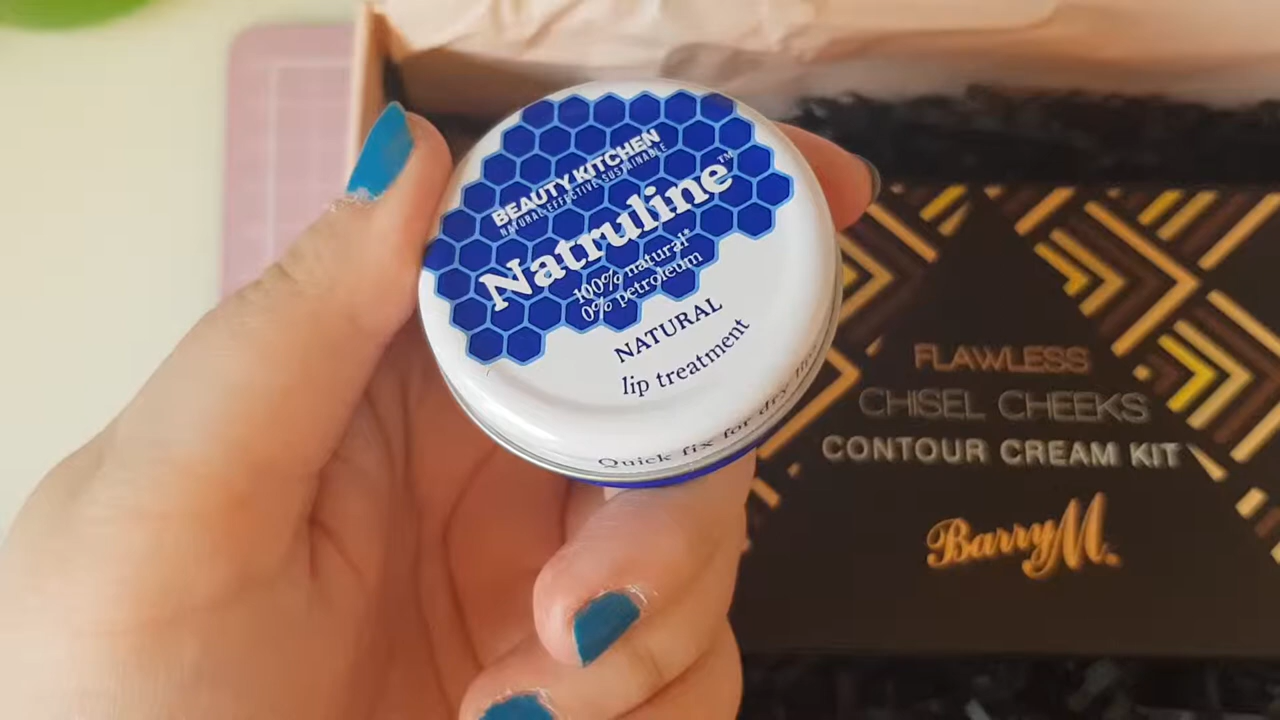 BEAUTY KITCHEN
NATURAL·EFFECTIVE·SUSTAINABLE
Natruline™
100% natural*
0% petroleum
NATURAL
lip treatment
Quick fix for dry lips
FLAWLESS
CHISEL CHEEKS
CONTOUR CREAM KIT
Barry M.